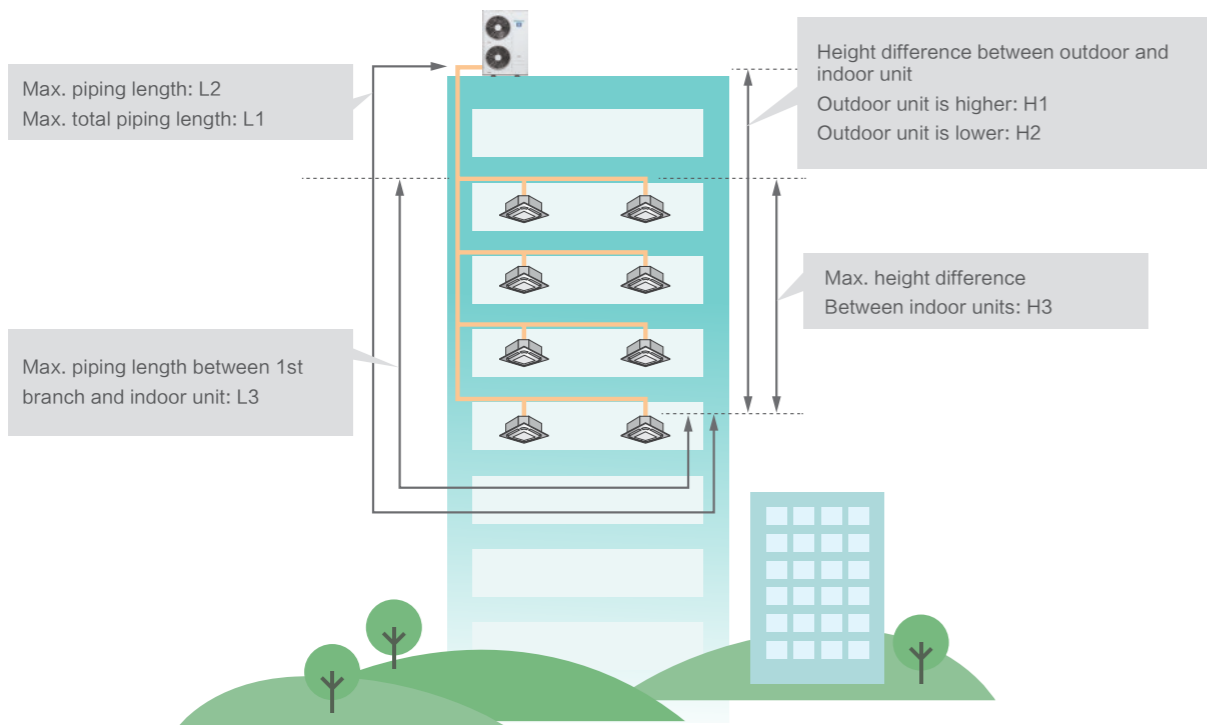 Max. piping length: L2
Max. total piping length: L1
Height difference between outdoor and
indoor unit
Outdoor unit is higher: H1
Outdoor unit is lower: H2
Max. height difference
Between indoor units: H3
Max. piping length between 1st
branch and indoor unit: L3